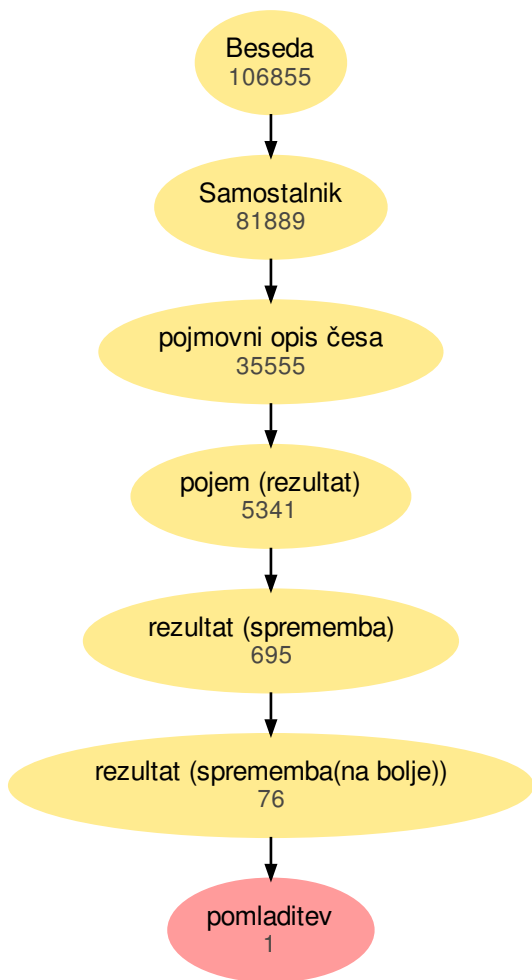 Beseda
106855
Samostalnik
81889
pojmovni opis česa
35555
pojem (rezultat)
5341
rezultat (sprememba)
695
rezultat (sprememba(na bolje))
76
pomladitev
1